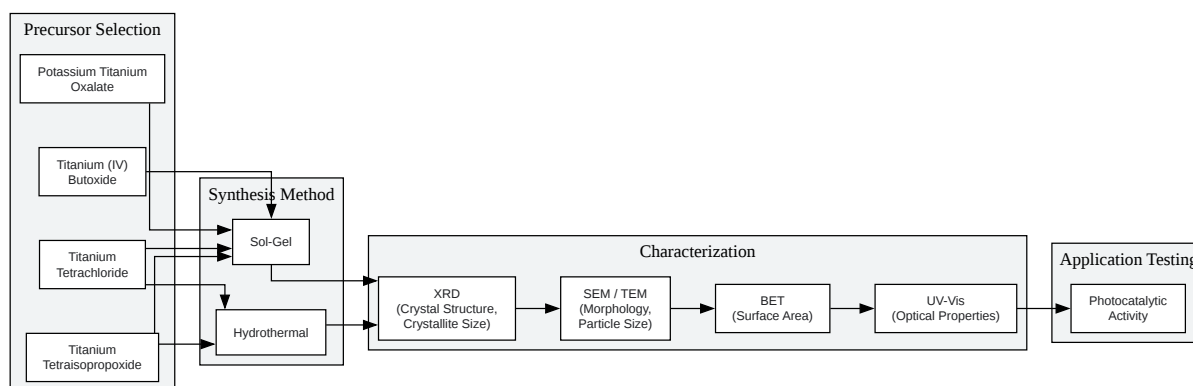 Precursor Selection
Potassium Titanium
Oxalate
Titanium (IV)
Butoxide
Titanium
Tetrachloride
Titanium
Tetraisopropoxide
Synthesis Method
Sol-Gel
Hydrothermal
Characterization
XRD
(Crystal Structure,
Crystallite Size)
SEM / TEM
(Morphology,
Particle Size)
BET
(Surface Area)
UV-Vis
(Optical Properties)
Application Testing
Photocatalytic
Activity